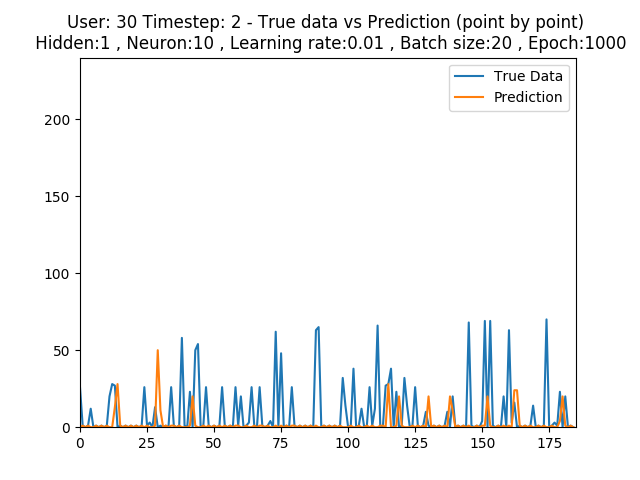 User: 30 Timestep: 2 - True data vs Prediction (point by point)
Hidden:1 , Neuron:10 , Learning rate:0.01 , Batch size:20 , Epoch:1000
True Data
Prediction
200
150
100
50
0
0 25 50 75 100 125 150 175